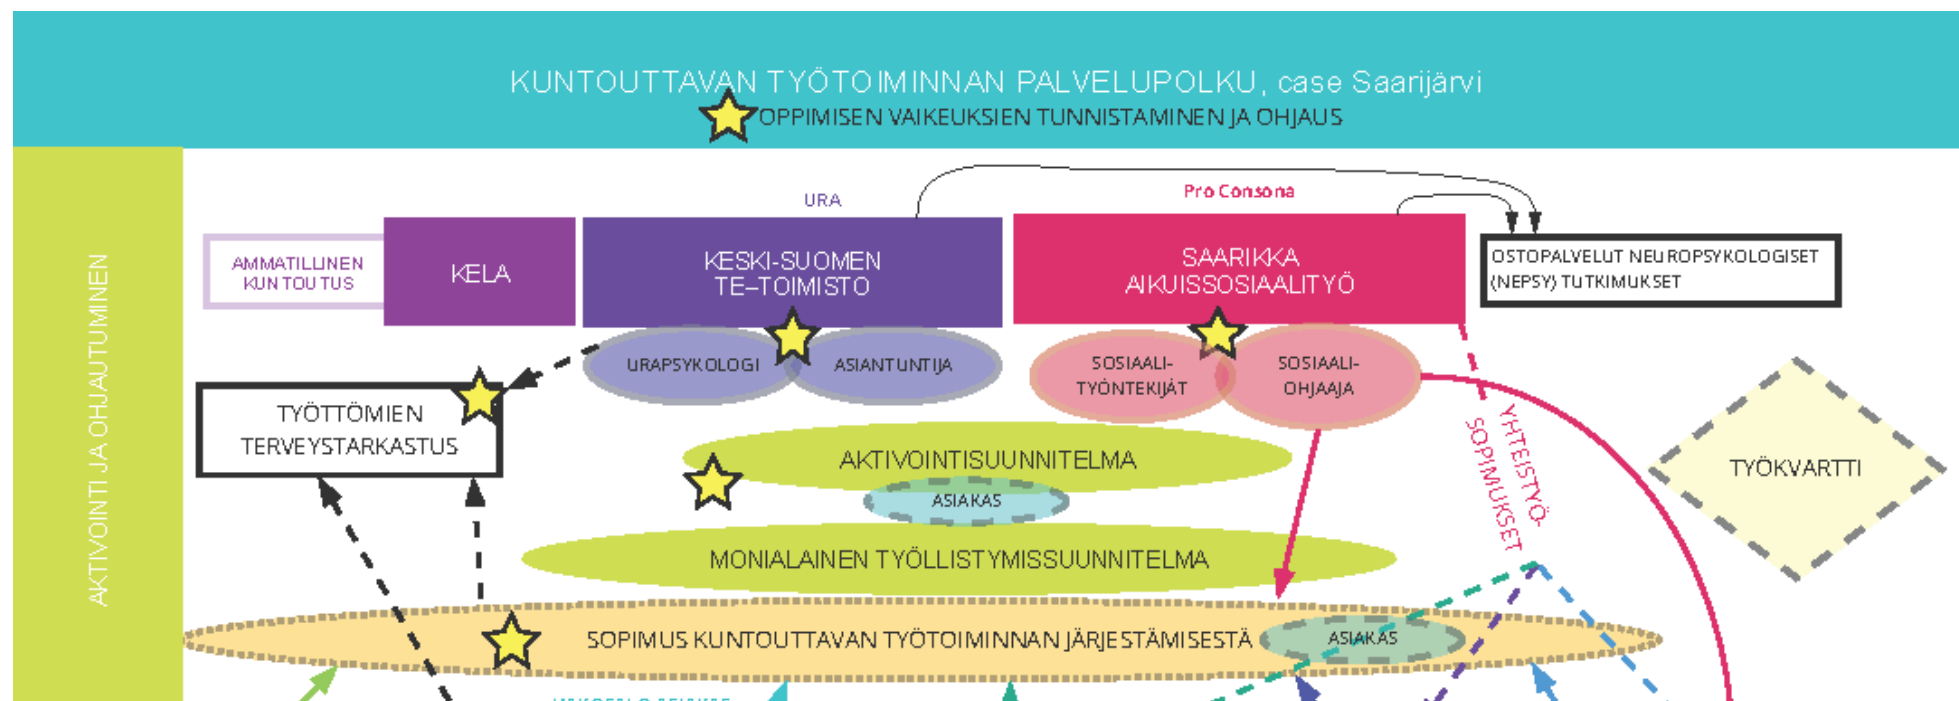 KUNTOUTTAVAN TYÖTOIMINNAN PALVELUPOLKU, case Saarijärvi
OPPIMISEN VAIKEUKSIEN TUNNISTAMINEN JA OHJAUS
AKTIVOINTI JA OHJAUTUMINEN
URA
Pro Consona
AMMATILLINEN
KUNTOUTUS
KELA
KESKI-SUOMEN
TE–TOIMISTO
SAARIKKA
AIKUISSOSIAALITYÖ
OSTOPALVELUT NEUROPSYKOLOGISET
(NEPSY) TUTKIMUKSET
URAPSYKOLOGI
ASIANTUNTIJA
SOSIAALI-
TYÖNTEKIJÄT
SOSIAALI-
OHJAAJA
TYÖTTÖMIEN
TERVEYSTARKASTUS
AKTIVOINTISUUNNITELMA
ASIAKAS
YHTEISTYÖ-
SOPIMUKSET
TYÖKVARTTI
MONIALAINEN TYÖLLISTYMISSUUNNITELMA
SOPIMUS KUNTOUTTAVAN TYÖTOIMINNAN JÄRJESTÄMISESTÄ
ASIAKAS